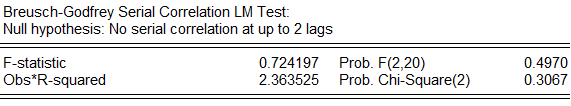 Breusch-Godfrey Serial Correlation LM Test:
Null hypothesis: No serial correlation at up to 2 lags
F-statistic 0.724197 Prob. F(2,20) 0.4970
Obs*R-squared 2.363525 Prob. Chi-Square(2) 0.3067